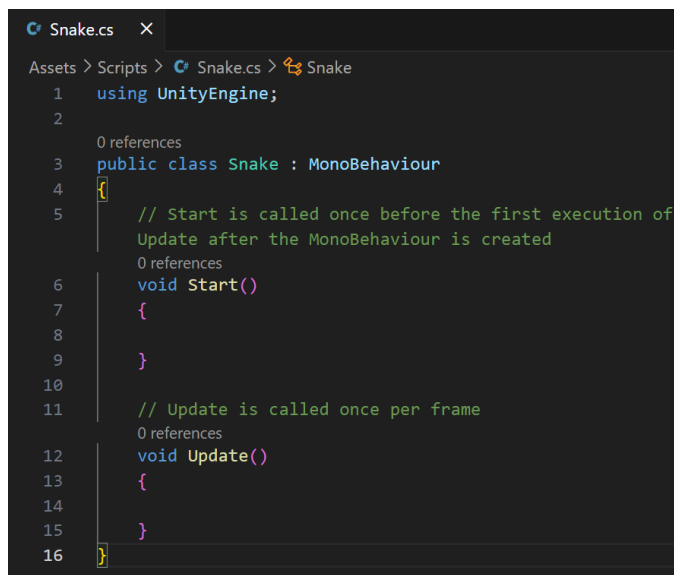 Snake.cs ×
Assets > Scripts > C# Snake.cs > Snake
1 using UnityEngine;
2
0 references
3 public class Snake : MonoBehaviour
4 {
5 // Start is called once before the first execution of
Update after the MonoBehaviour is created
0 references
6 void Start()
7 {
8
9 }
10
11 // Update is called once per frame
0 references
12 void Update()
13 {
14
15 }
16 }